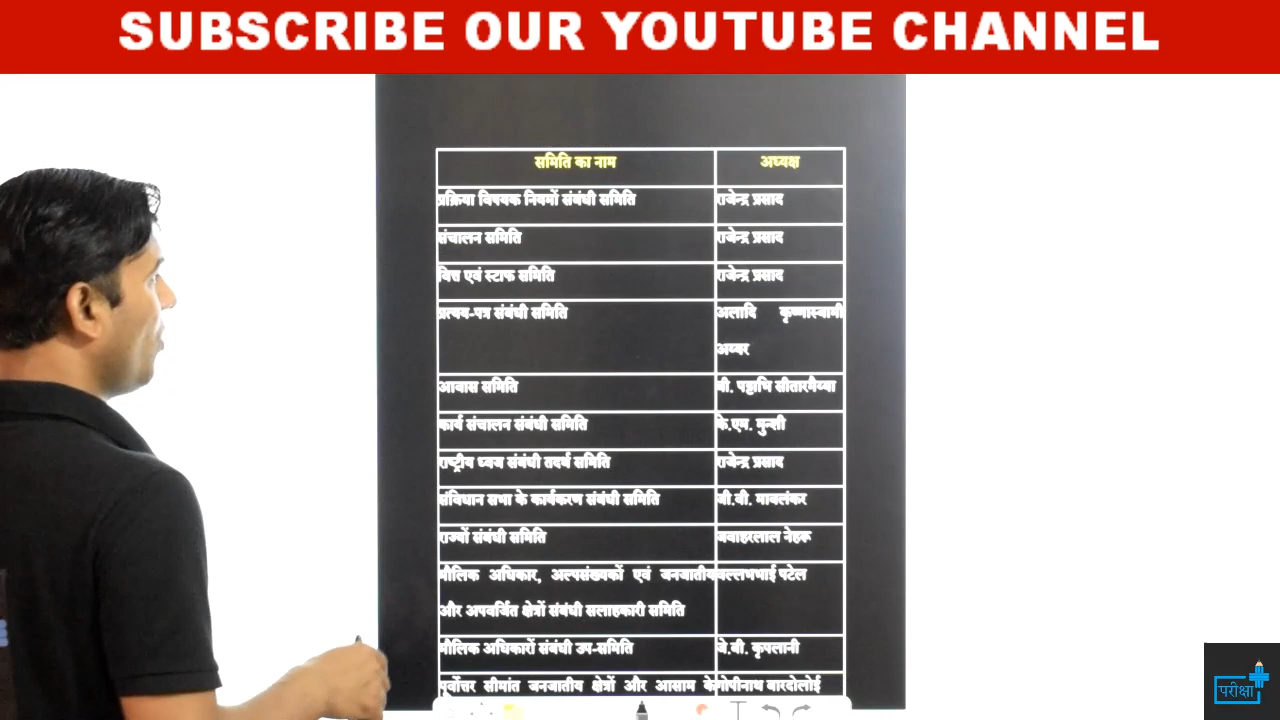 SUBSCRIBE OUR YOUTUBE CHANNEL
समिति का नाम अध्यक्ष
प्रक्रिया विषयक नियमों संबंधी समिति राजेन्द्र प्रसाद
संचालन समिति राजेन्द्र प्रसाद
वित्त एवं स्टाफ समिति राजेन्द्र प्रसाद
प्रत्यय-पत्र संबंधी समिति अलादि कृष्णास्वामी
अय्यर
आवास समिति बी. पट्टाभि सीतारमैय्या
कार्य संचालन संबंधी समिति के.एम. मुन्शी
राष्ट्रीय ध्वज संबंधी तदर्थ समिति राजेन्द्र प्रसाद
संविधान सभा के कार्यकरण संबंधी समिति जी.वी. मावलंकर
राज्यों संबंधी समिति जवाहरलाल नेहरू
मौलिक अधिकार, अल्पसंख्यकों एवं जनजातीय वल्लभभाई पटेल
और अपवर्जित क्षेत्रों संबंधी सलाहकारी समिति
मौलिक अधिकारों संबंधी उप-समिति जे.बी. कृपलानी
पूर्वोत्तर सीमांत जनजातीय क्षेत्रों और आसाम के गोपीनाथ बारदोलोई
परीक्षा